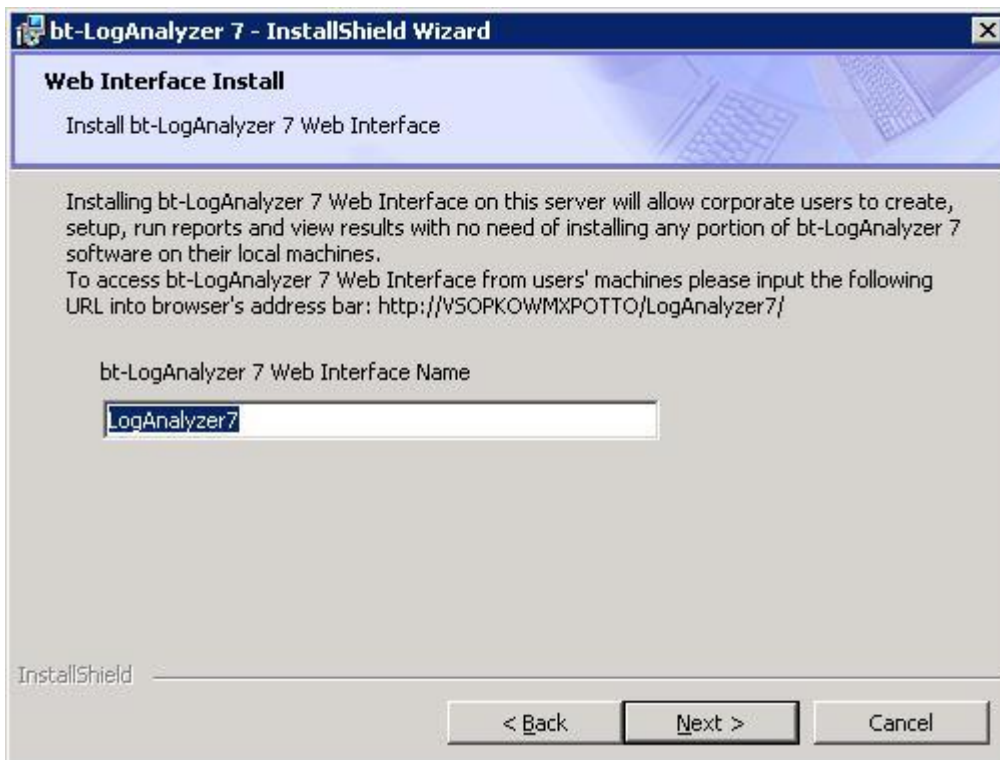 bt-LogAnalyzer 7 - InstallShield Wizard
Web Interface Install
Install bt-LogAnalyzer 7 Web Interface
Installing bt-LogAnalyzer 7 Web Interface on this server will allow corporate users to create,
setup, run reports and view results with no need of installing any portion of bt-LogAnalyzer 7
software on their local machines.
To access bt-LogAnalyzer 7 Web Interface from users' machines please input the following
URL into browser's address bar: http://VSOPKOWMXPOTTO/LogAnalyzer7/
bt-LogAnalyzer 7 Web Interface Name
LogAnalyzer7
InstallShield
< Back Next > Cancel